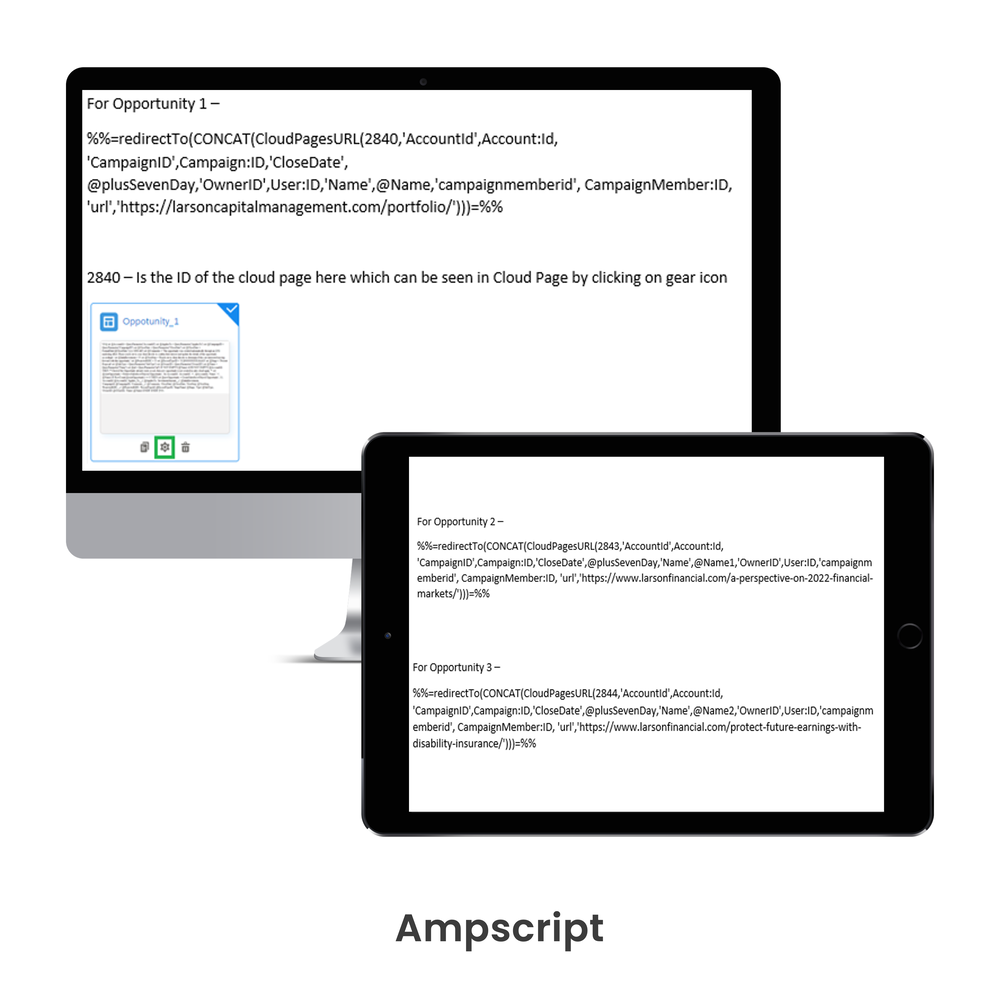 For Opportunity 1 –
%%=redirectTo(CONCAT(CloudPagesURL(2840,'AccountId',Account:Id,
'CampaignID',Campaign:ID,'CloseDate',
@plusSevenDay,'OwnerID',User:ID,'Name',@Name,'campaignmemberid', CampaignMember:ID,
'url','https://larsoncapitalmanagement.com/portfolio/')))=%%
2840 – Is the ID of the cloud page here which can be seen in Cloud Page by clicking on gear icon
Oppotunity_1
For Opportunity 2 –
%%=redirectTo(CONCAT(CloudPagesURL(2843,'AccountId',Account:Id,
'CampaignID',Campaign:ID,'CloseDate',@plusSevenDay,'Name',@Name1,'OwnerID',User:ID,'campaignm
emberid', CampaignMember:ID, 'url','https://www.larsonfinancial.com/a-perspective-on-2022-financial-
markets/')))=%%
For Opportunity 3 –
%%=redirectTo(CONCAT(CloudPagesURL(2844,'AccountId',Account:Id,
'CampaignID',Campaign:ID,'CloseDate',@plusSevenDay,'Name',@Name2,'OwnerID',User:ID,'campaignm
emberid', CampaignMember:ID, 'url','https://www.larsonfinancial.com/protect-future-earnings-with-
disability-insurance/')))=%%
Ampscript